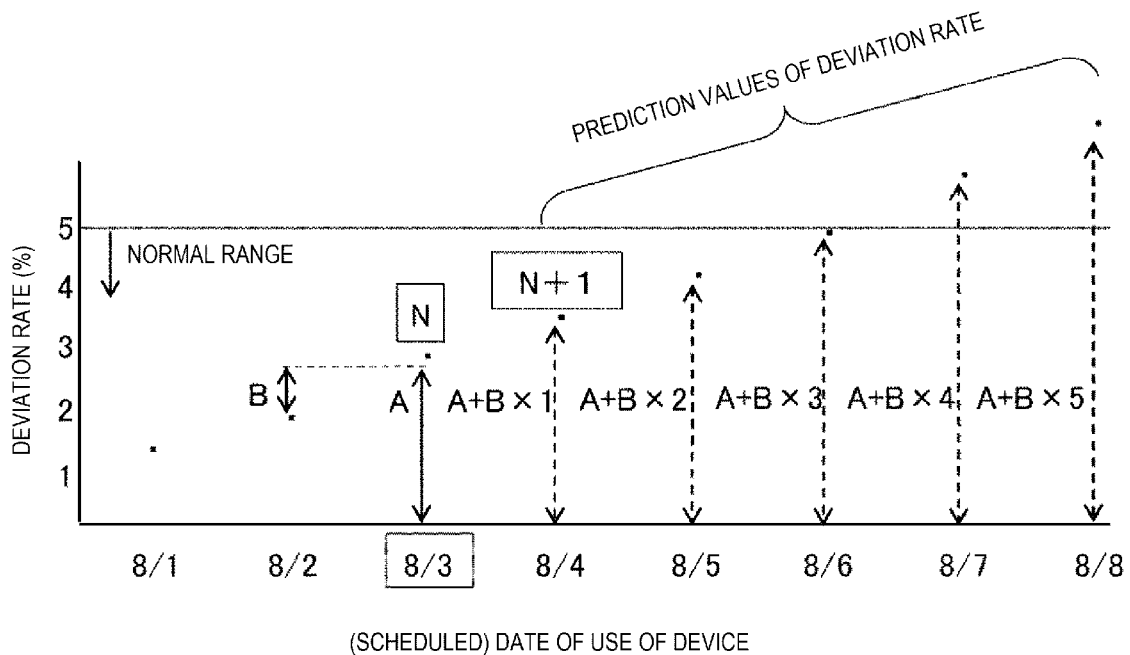 PREDICTION VALUES OF DEVIATION RATE
DEVIATION RATE (%)
5
NORMAL RANGE
4
N
N+1
3
B
A
A+B×1
A+B×2
A+B×3
A+B×4
A+B×5
2
1
8/1
8/2
8/3
8/4
8/5
8/6
8/7
8/8
(SCHEDULED) DATE OF USE OF DEVICE